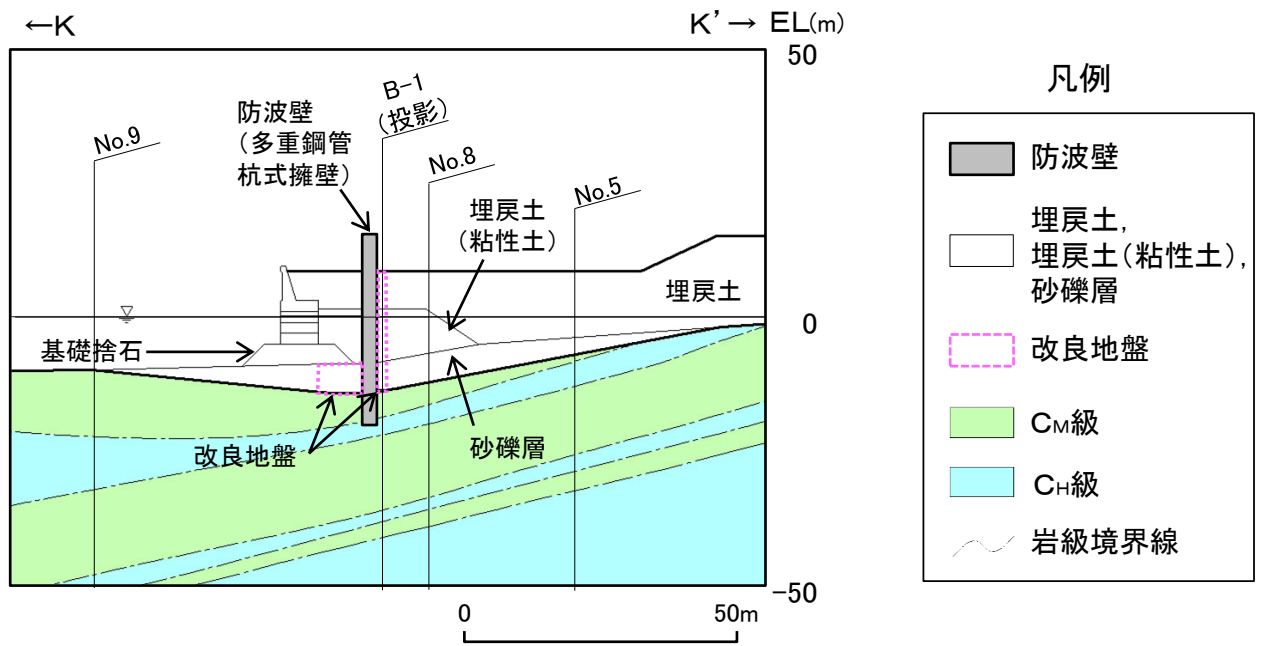 ←K
K’→ EL(m)
50
0
-50
No.9
防波壁
(多重鋼管
杭式擁壁)
B-1
(投影)
No.8
No.5
埋戻土
(粘性土)
埋戻土
基礎捨石
改良地盤
砂礫層
0
50m
凡例
防波壁
埋戻土,
埋戻土(粘性土),
砂礫層
改良地盤
CM級
CH級
岩級境界線